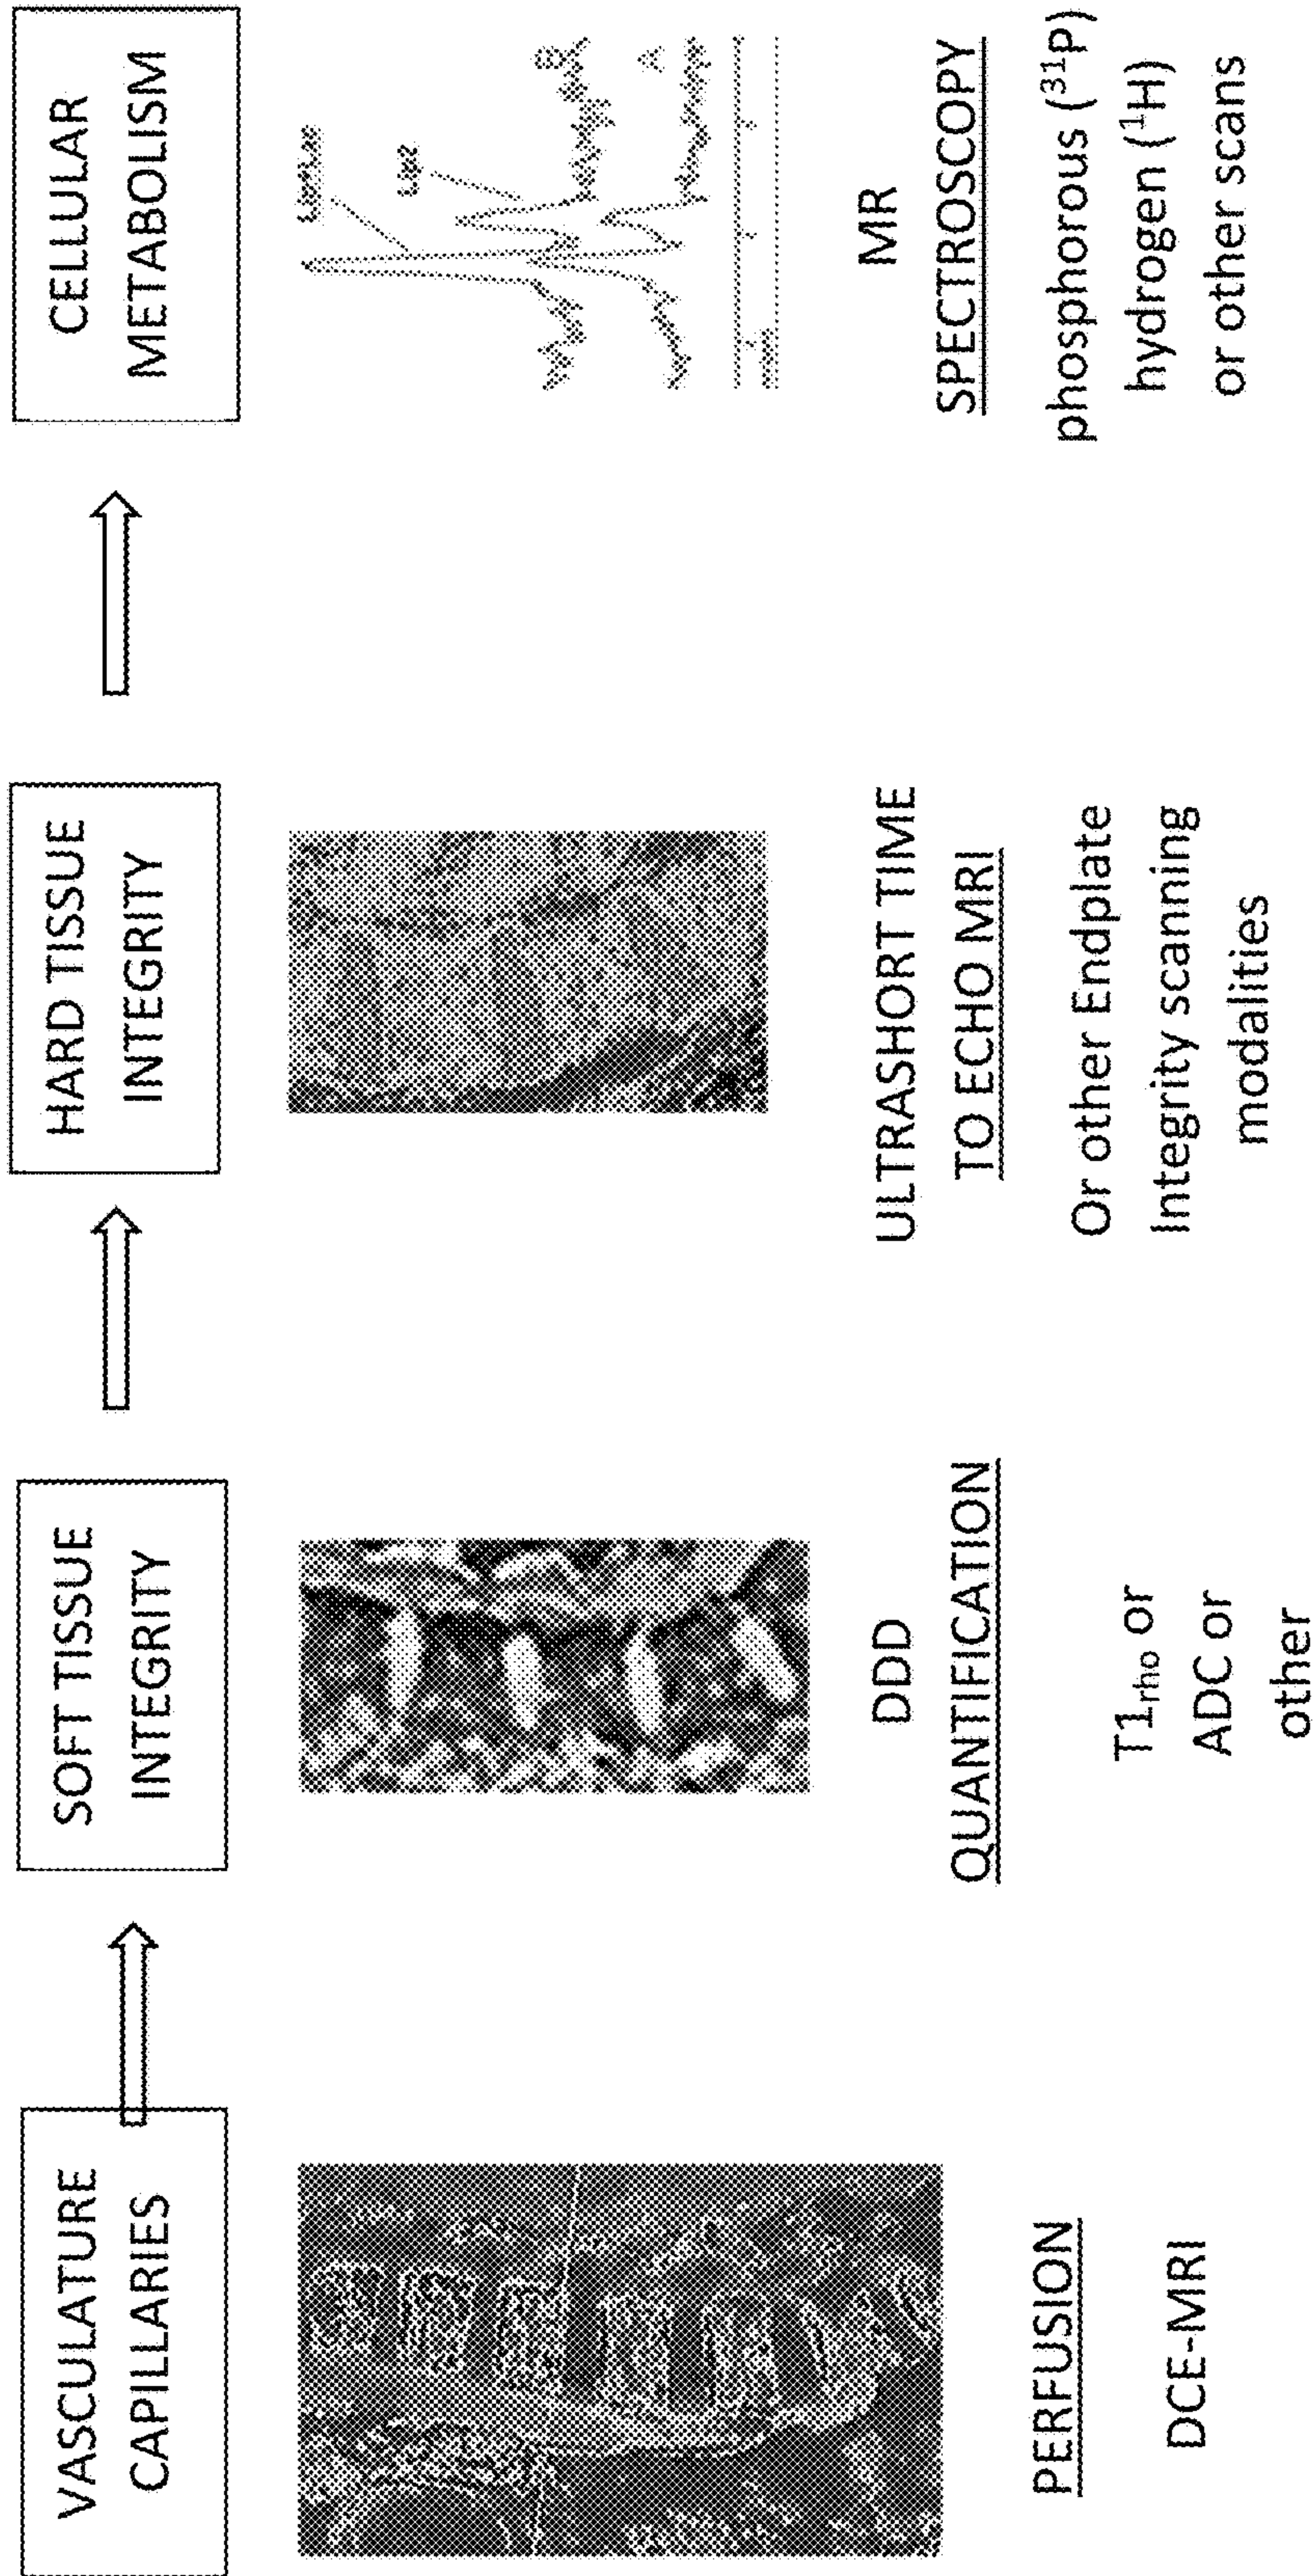 VASCULATURE
CAPILLARIES
SOFT TISSUE
INTEGRITY
HARD TISSUE
INTEGRITY
CELLULAR
METABOLISM
Lip2
B
A
PERFUSION
DCE-MRI
DDD
QUANTIFICATION
T1rho or
ADC or
other
ULTRASHORT TIME
TO ECHO MRI
Or other Endplate
Integrity scanning
modalities
MR
SPECTROSCOPY
phosphorous (³¹P)
hydrogen (¹H)
or other scans